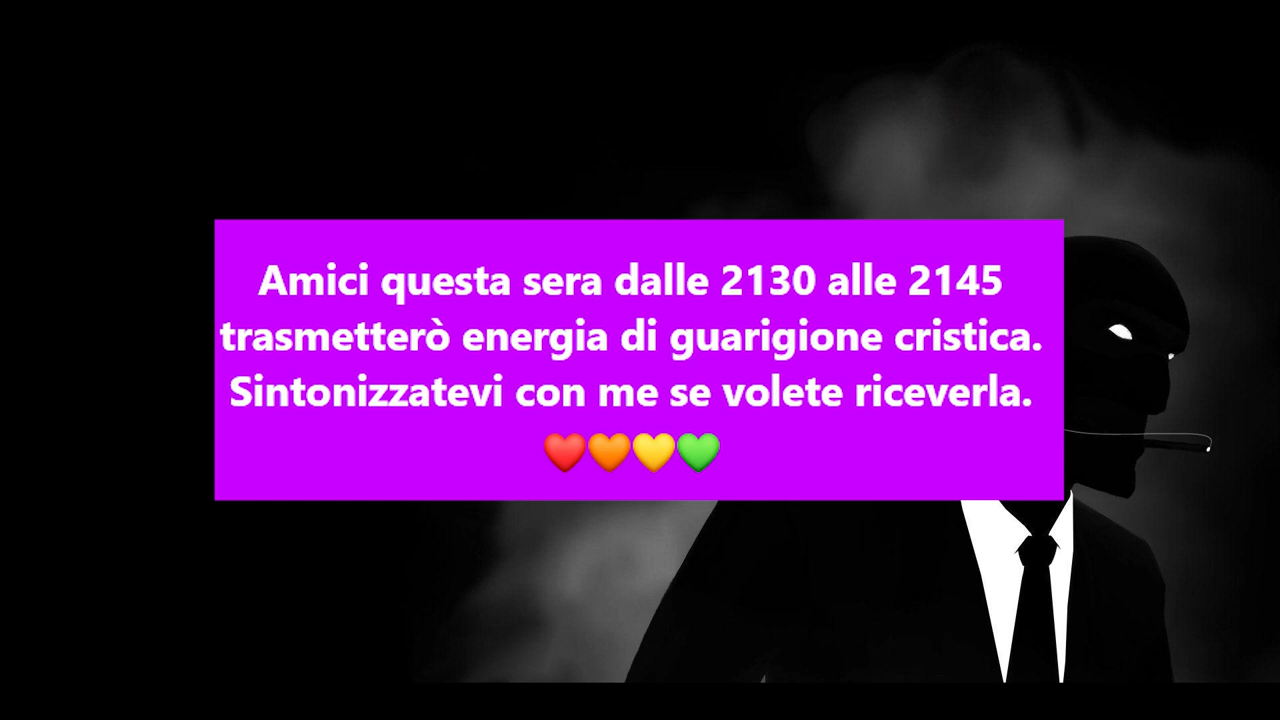 Amici questa sera dalle 2130 alle 2145
trasmetterò energia di guarigione cristica.
Sintonizzatevi con me se volete riceverla.
❤️🧡💛💚